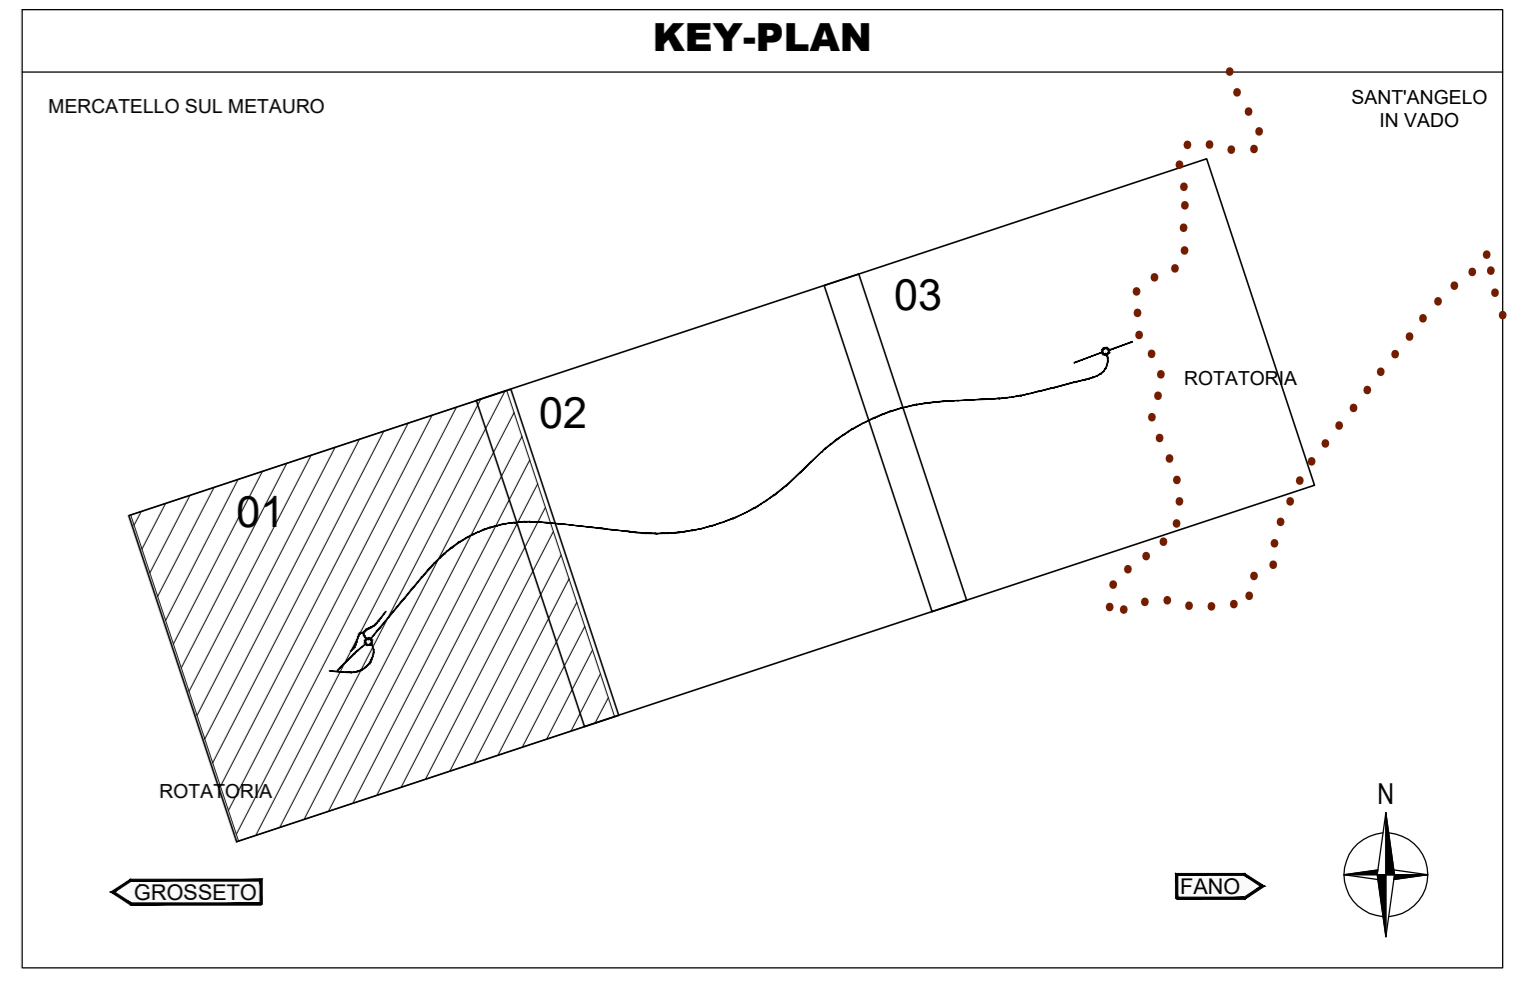 KEY-PLAN
MERCATELLO SUL METAURO
SANT'ANGELO
IN VADO
03
02
ROTATORIA
01
ROTATORIA
N
GROSSETO
FANO